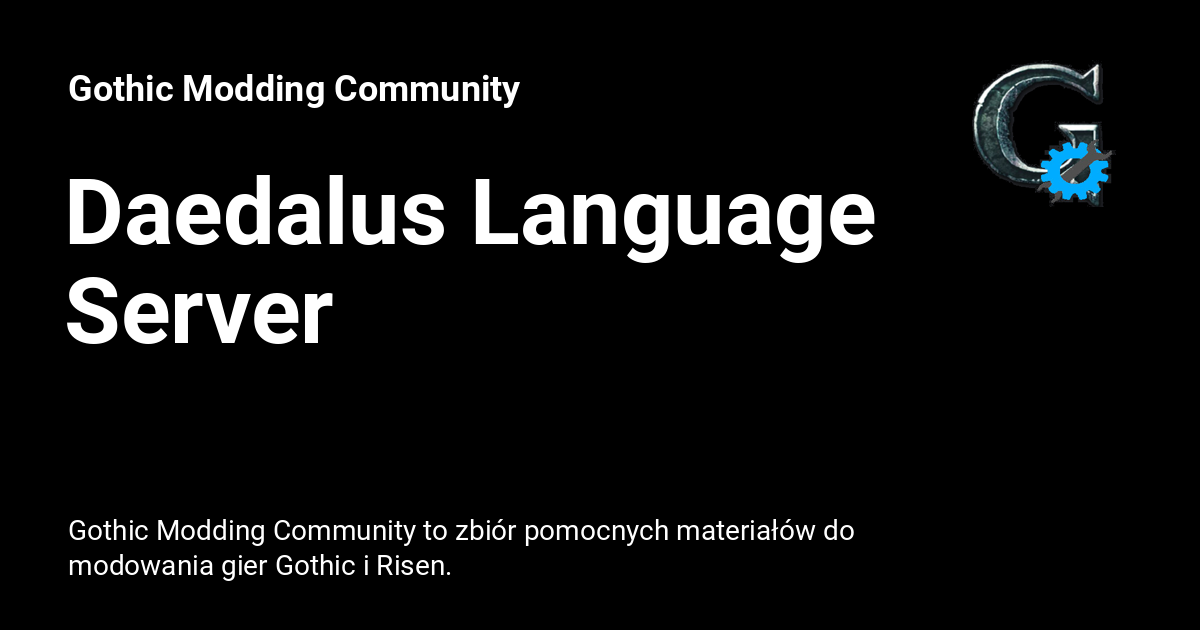 Gothic Modding Community
Daedalus Language
Server
Gothic Modding Community to zbiór pomocnych materiałów do
modowania gier Gothic i Risen.
G